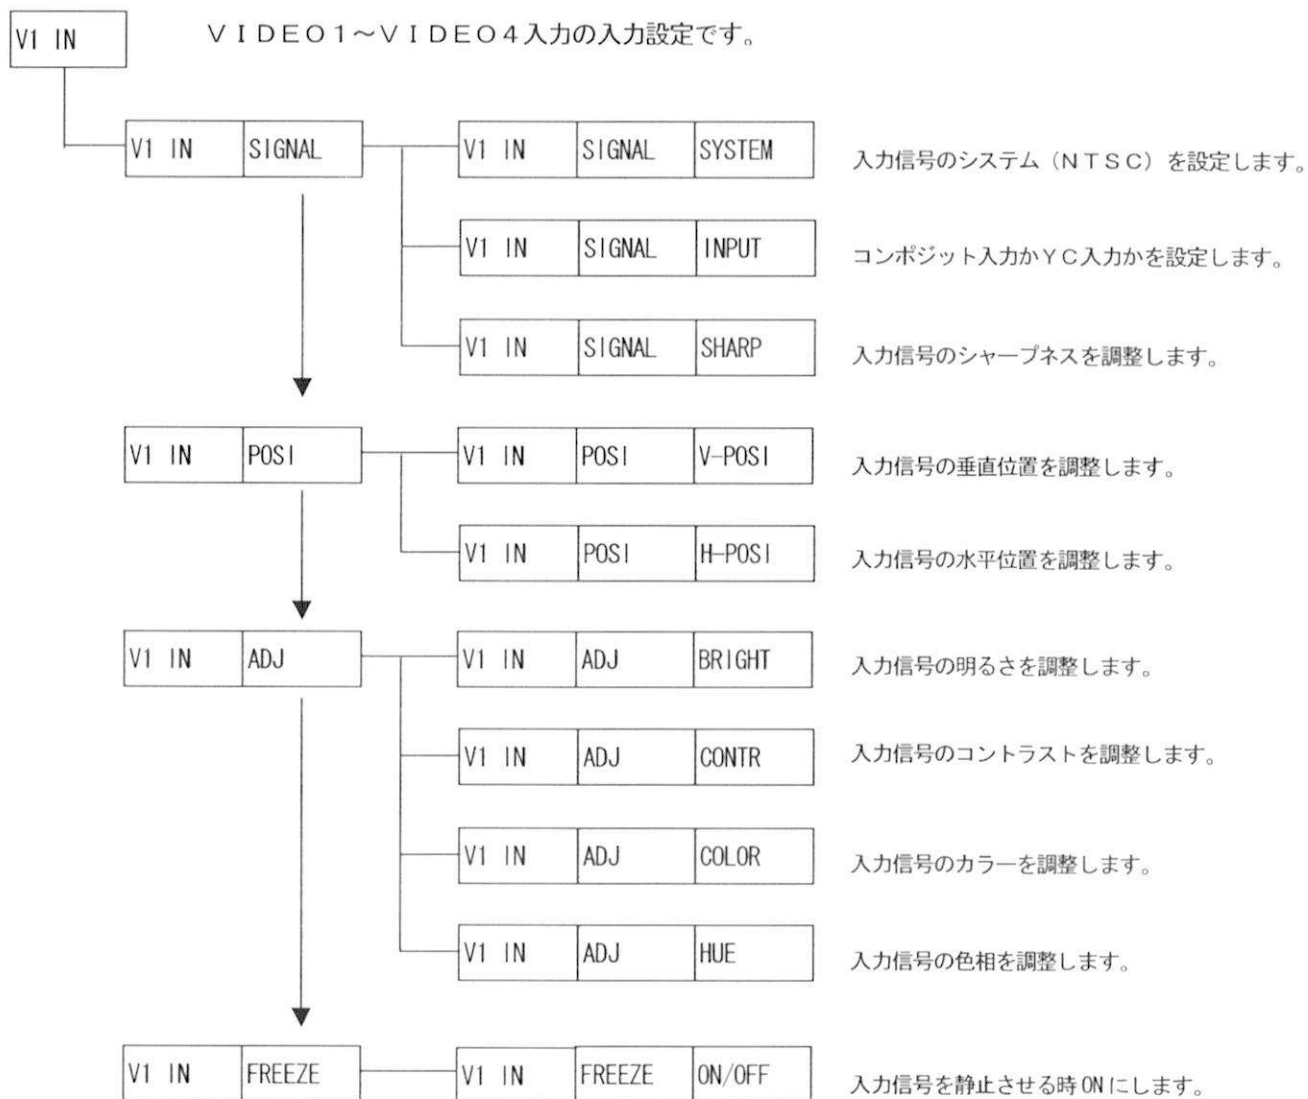 V1 IN ＶＩＤＥＯ１～ＶＩＤＥＯ４入力の入力設定です。
V1 IN SIGNAL V1 IN SIGNAL SYSTEM 入力信号のシステム（ＮＴＳＣ）を設定します。
V1 IN SIGNAL INPUT コンポジット入力かＹＣ入力かを設定します。
V1 IN SIGNAL SHARP 入力信号のシャープネスを調整します。
V1 IN POSI V1 IN POSI V-POSI 入力信号の垂直位置を調整します。
V1 IN POSI H-POSI 入力信号の水平位置を調整します。
V1 IN ADJ V1 IN ADJ BRIGHT 入力信号の明るさを調整します。
V1 IN ADJ CONTR 入力信号のコントラストを調整します。
V1 IN ADJ COLOR 入力信号のカラーを調整します。
V1 IN ADJ HUE 入力信号の色相を調整します。
V1 IN FREEZE V1 IN FREEZE ON/OFF 入力信号を静止させる時ONにします。